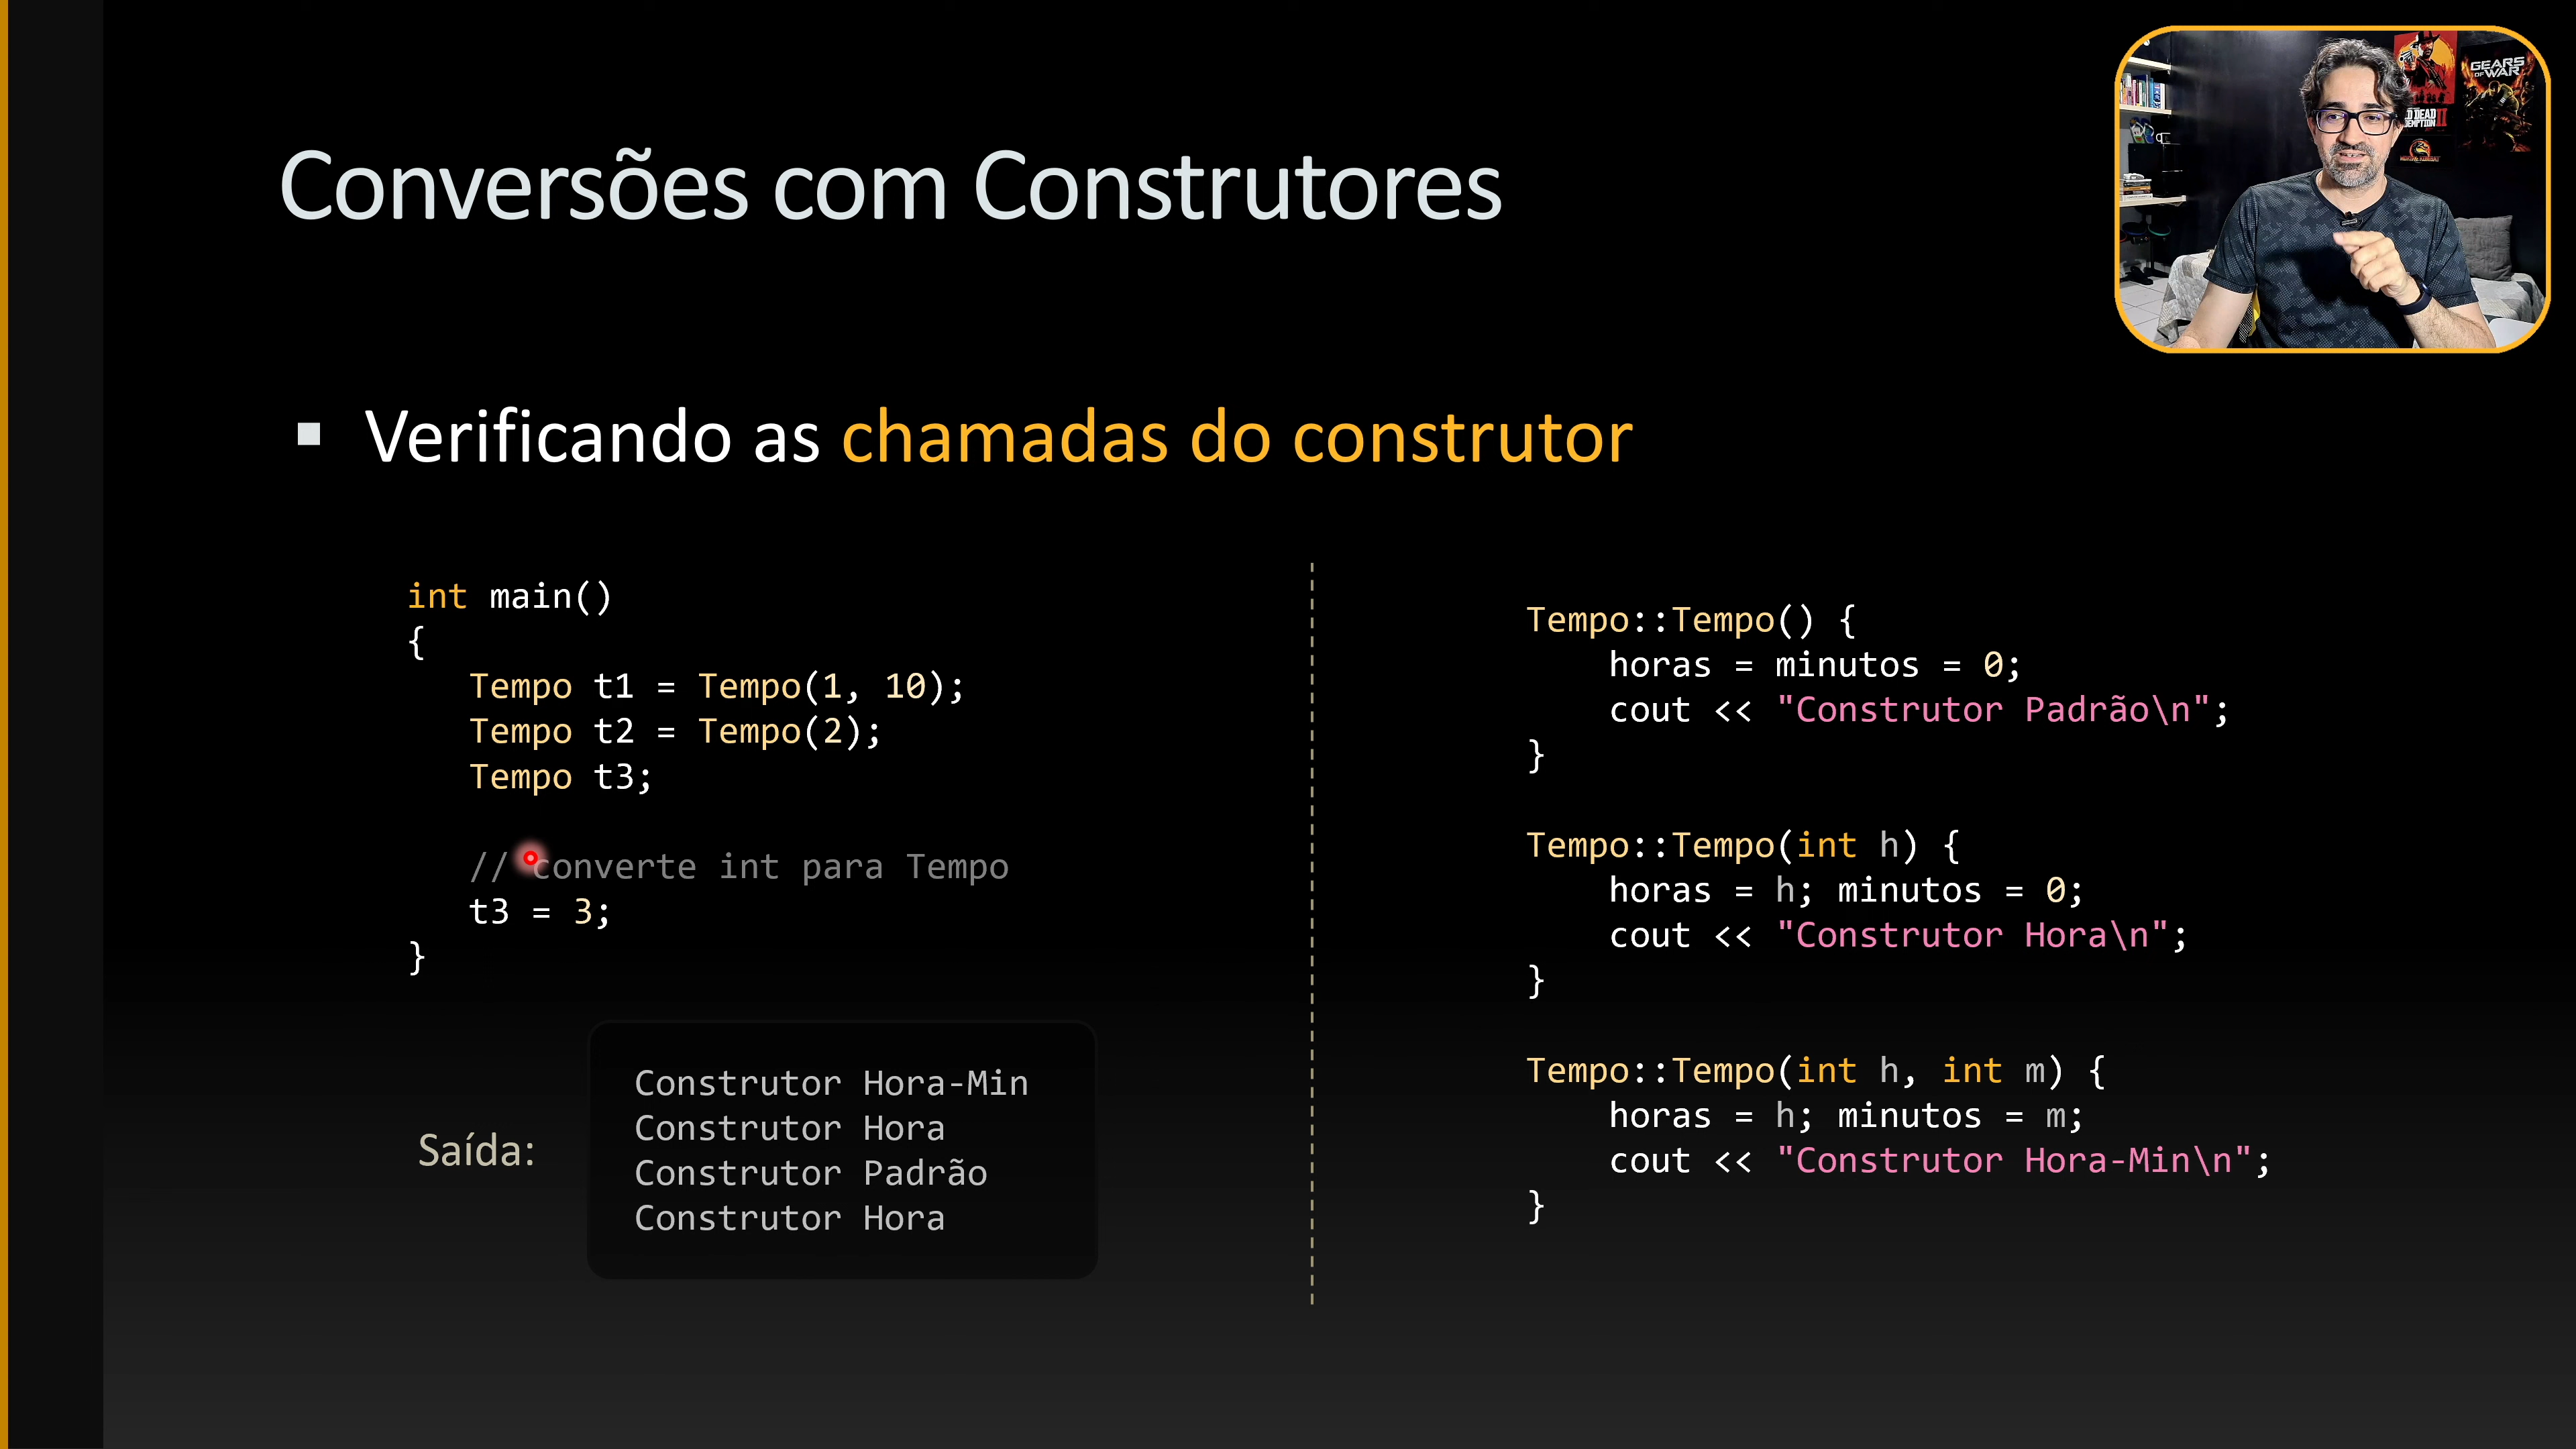 Conversões com Construtores
GEARS
OF WAR
Verificando as chamadas do construtor
int main()
{
Tempo t1 = Tempo(1, 10);
Tempo t2 = Tempo(2);
Tempo t3;
// converte int para Tempo
t3 = 3;
}
Saída:
Construtor Hora-Min
Construtor Hora
Construtor Padrão
Construtor Hora
Tempo::Tempo() {
horas = minutos = 0;
cout << "Construtor Padrão\n";
}
Tempo::Tempo(int h) {
horas = h; minutos = 0;
cout << "Construtor Hora\n";
}
Tempo::Tempo(int h, int m) {
horas = h; minutos = m;
cout << "Construtor Hora-Min\n";
}